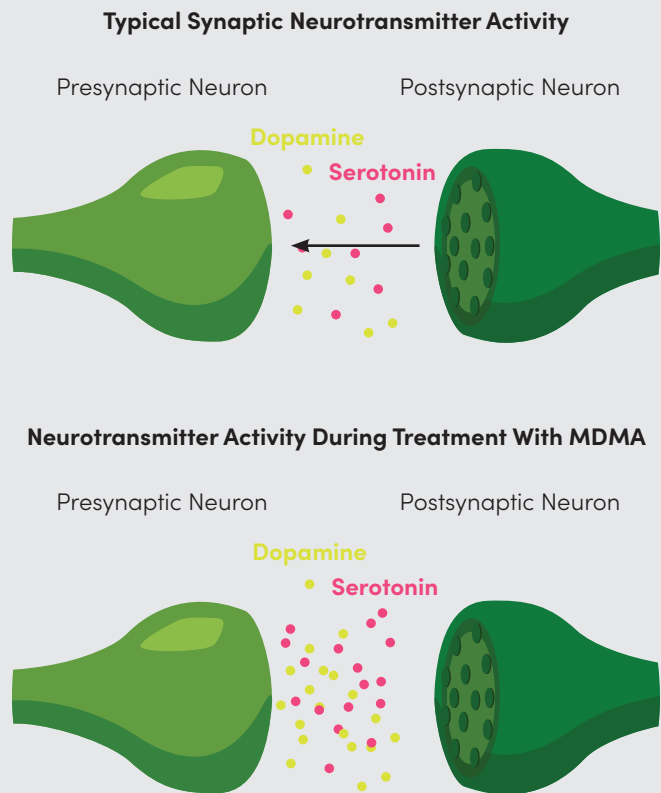 Typical Synaptic Neurotransmitter Activity
Presynaptic Neuron
Postsynaptic Neuron
Dopamine
Serotonin
Neurotransmitter Activity During Treatment With MDMA
Presynaptic Neuron
Postsynaptic Neuron
Dopamine
Serotonin